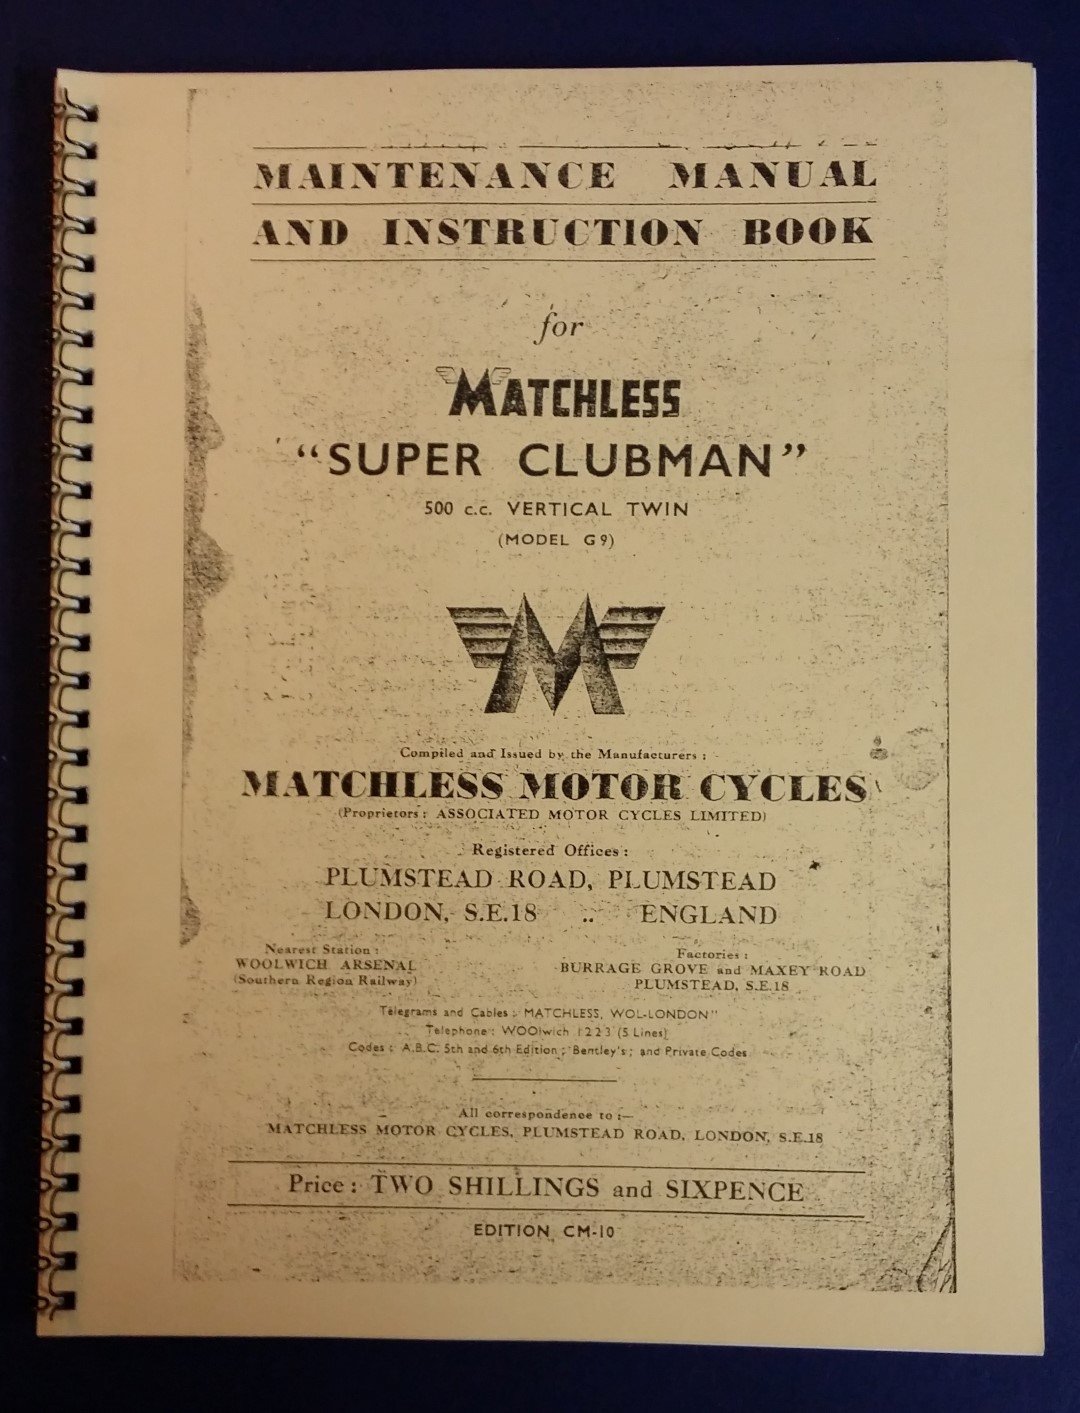 MAINTENANCE MANUAL
AND INSTRUCTION BOOK
for
MATCHLESS
“SUPER CLUBMAN”
500 c.c. VERTICAL TWIN
(MODEL G9)
M
Compiled and Issued by the Manufacturers :
MATCHLESS MOTOR CYCLES
(Proprietors : ASSOCIATED MOTOR CYCLES LIMITED)
Registered Offices :
PLUMSTEAD ROAD, PLUMSTEAD
LONDON, S.E.18 .. ENGLAND
Nearest Station :
WOOLWICH ARSENAL
(Southern Region Railway)
Factories :
BURRAGE GROVE and MAXEY ROAD
PLUMSTEAD, S.E.18
Telegrams and Cables : MATCHLESS, WOL-LONDON"
Telephone : WOOlwich 1223 (5 Lines)
Codes : A.B.C. 5th and 6th Edition ; Bentley's ; and Private Codes
All correspondence to :—
MATCHLESS MOTOR CYCLES, PLUMSTEAD ROAD, LONDON, S.E.18
Price : TWO SHILLINGS and SIXPENCE
EDITION CM-10